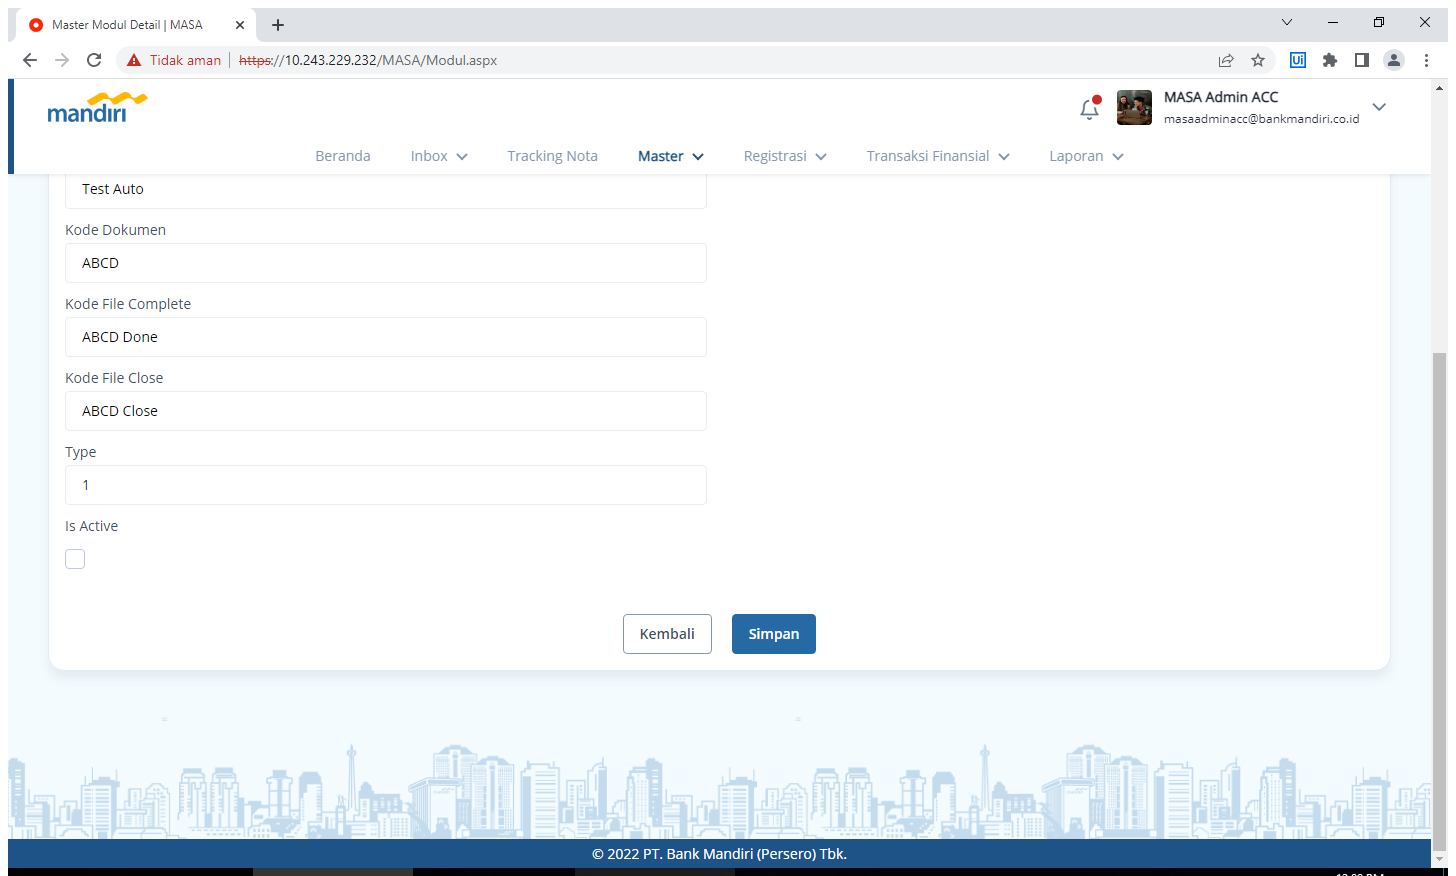 Master Modul Detail | MASA
Tidak aman
https://10.243.229.232/MASA/Modul.aspx
Ui
mandiri
MASA Admin ACC
masaadminacc@bankmandiri.co.id
Beranda Inbox Tracking Nota Master Registrasi Transaksi Finansial Laporan
Test Auto
Kode Dokumen
ABCD
Kode File Complete
ABCD Done
Kode File Close
ABCD Close
Type
1
Is Active
Kembali Simpan
© 2022 PT. Bank Mandiri (Persero) Tbk.